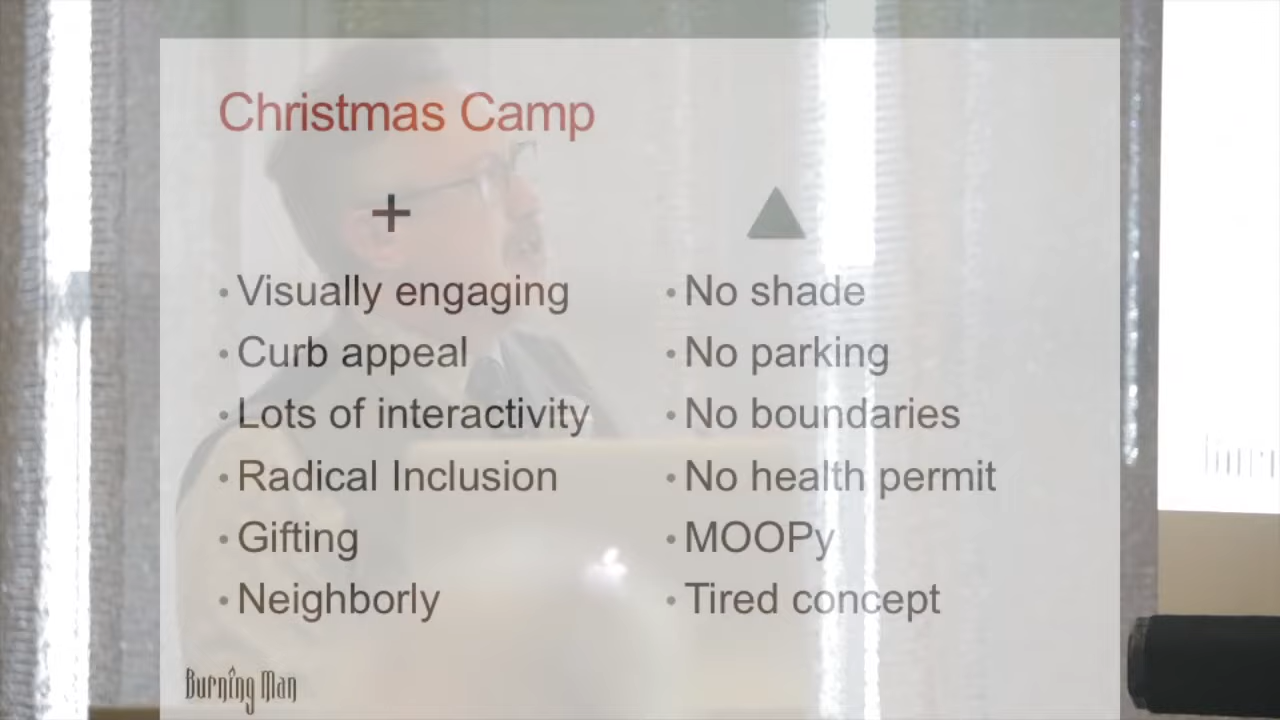 Christmas Camp
+
• Visually engaging
• Curb appeal
• Lots of interactivity
• Radical Inclusion
• Gifting
• Neighborly
▲
• No shade
• No parking
• No boundaries
• No health permit
• MOOPy
• Tired concept
Burning Man